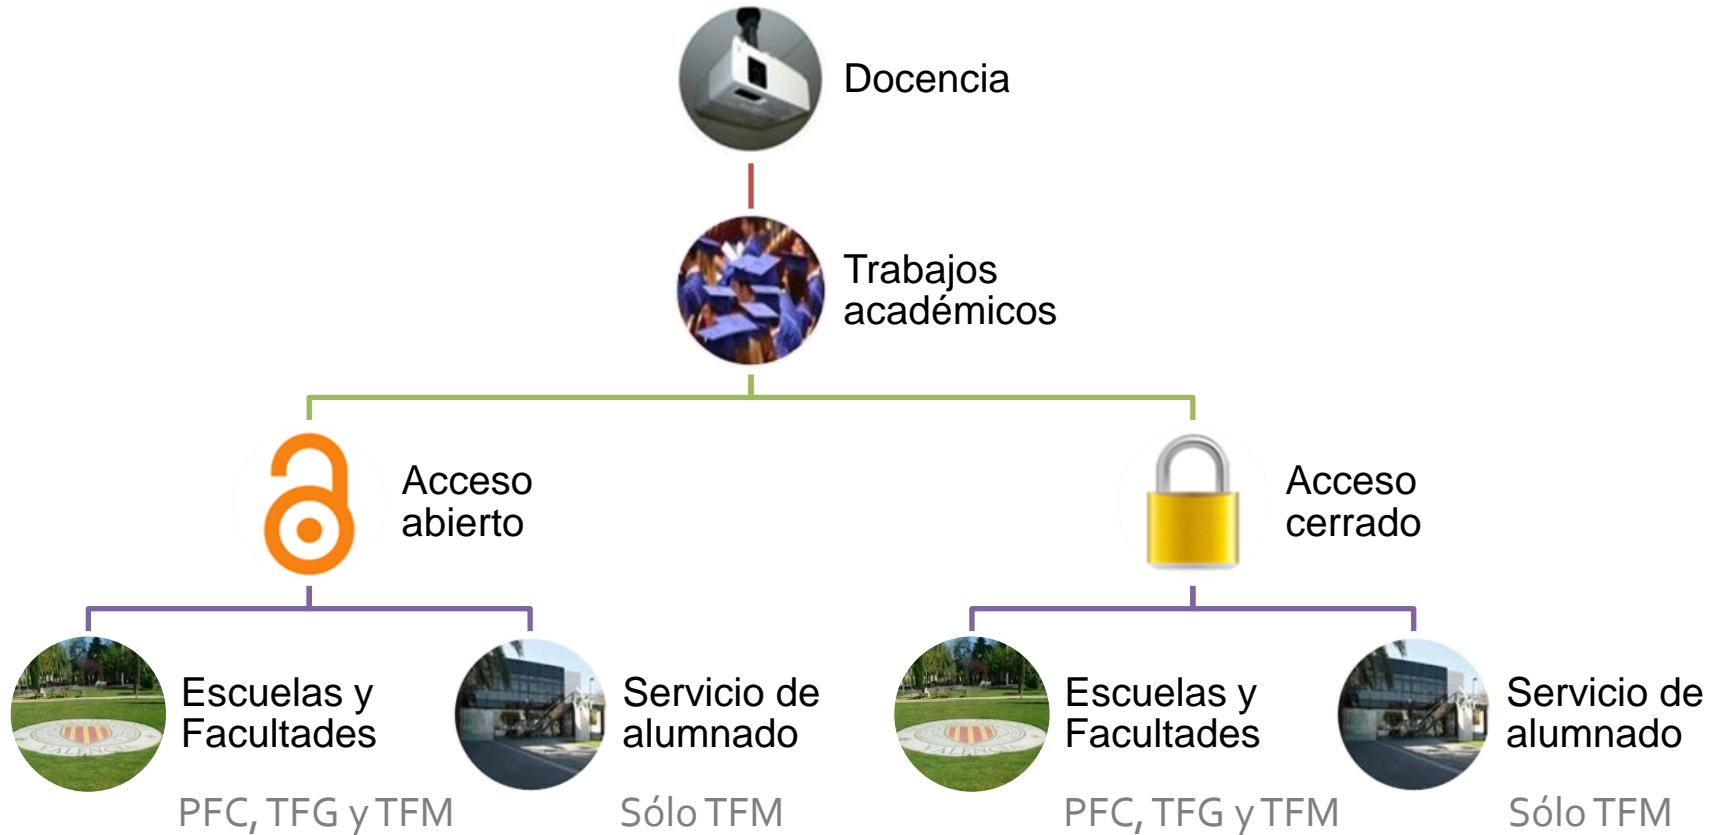 Docencia
Trabajos
académicos
Acceso
abierto
Acceso
cerrado
Escuelas y
Facultades
PFC, TFG y TFM
Servicio de
alumnado
Sólo TFM
Escuelas y
Facultades
PFC, TFG y TFM
Servicio de
alumnado
Sólo TFM